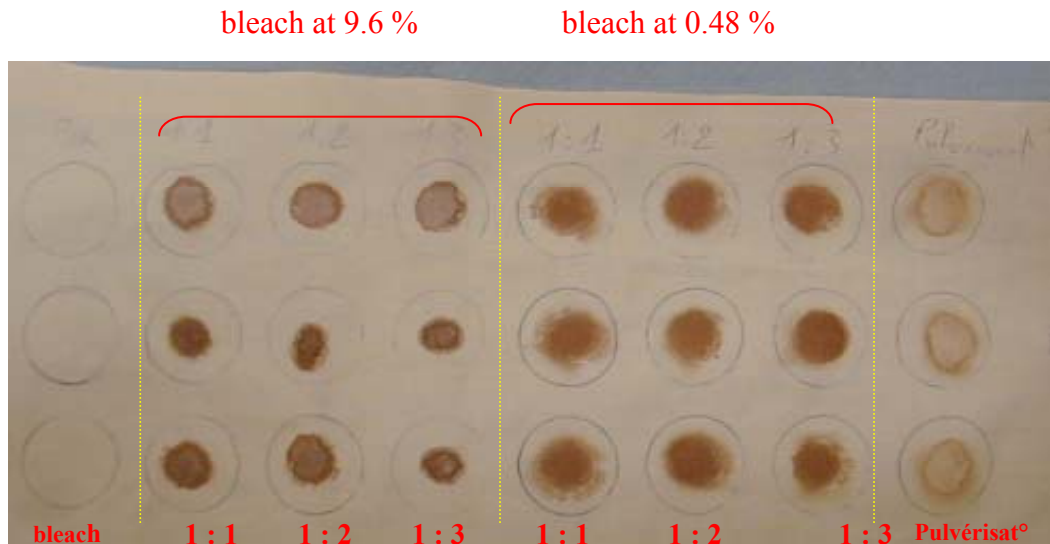 bleach at 9.6 % bleach at 0.48 %
1:1 1:2 1:3 1:1 1:2 1:3
bleach 1 : 1 1 : 2 1 : 3 1 : 1 1 : 2 1 : 3 Pulvérisat°